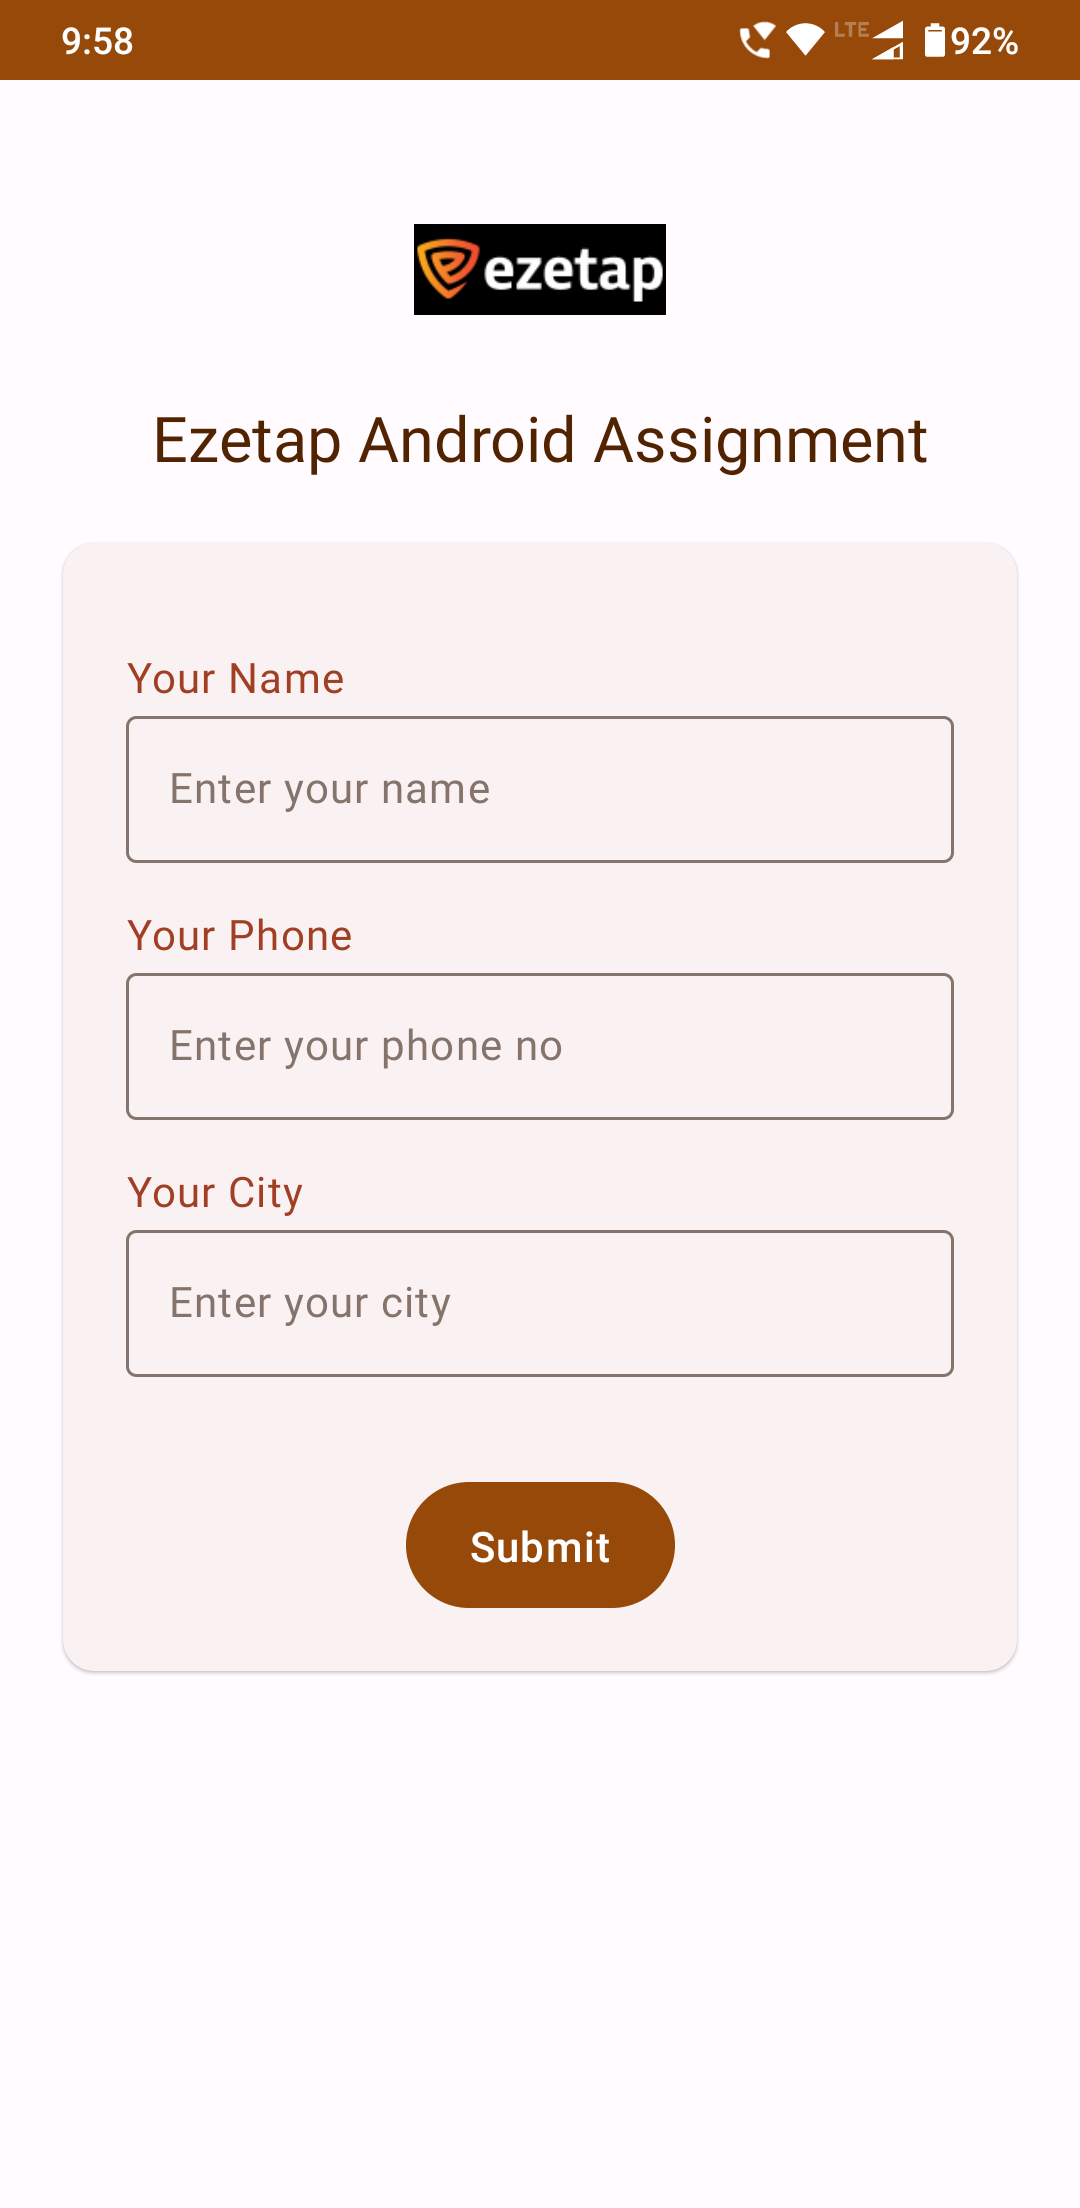 9:58
LTE
92%
ezetap
Ezetap Android Assignment
Your Name
Enter your name
Your Phone
Enter your phone no
Your City
Enter your city
Submit